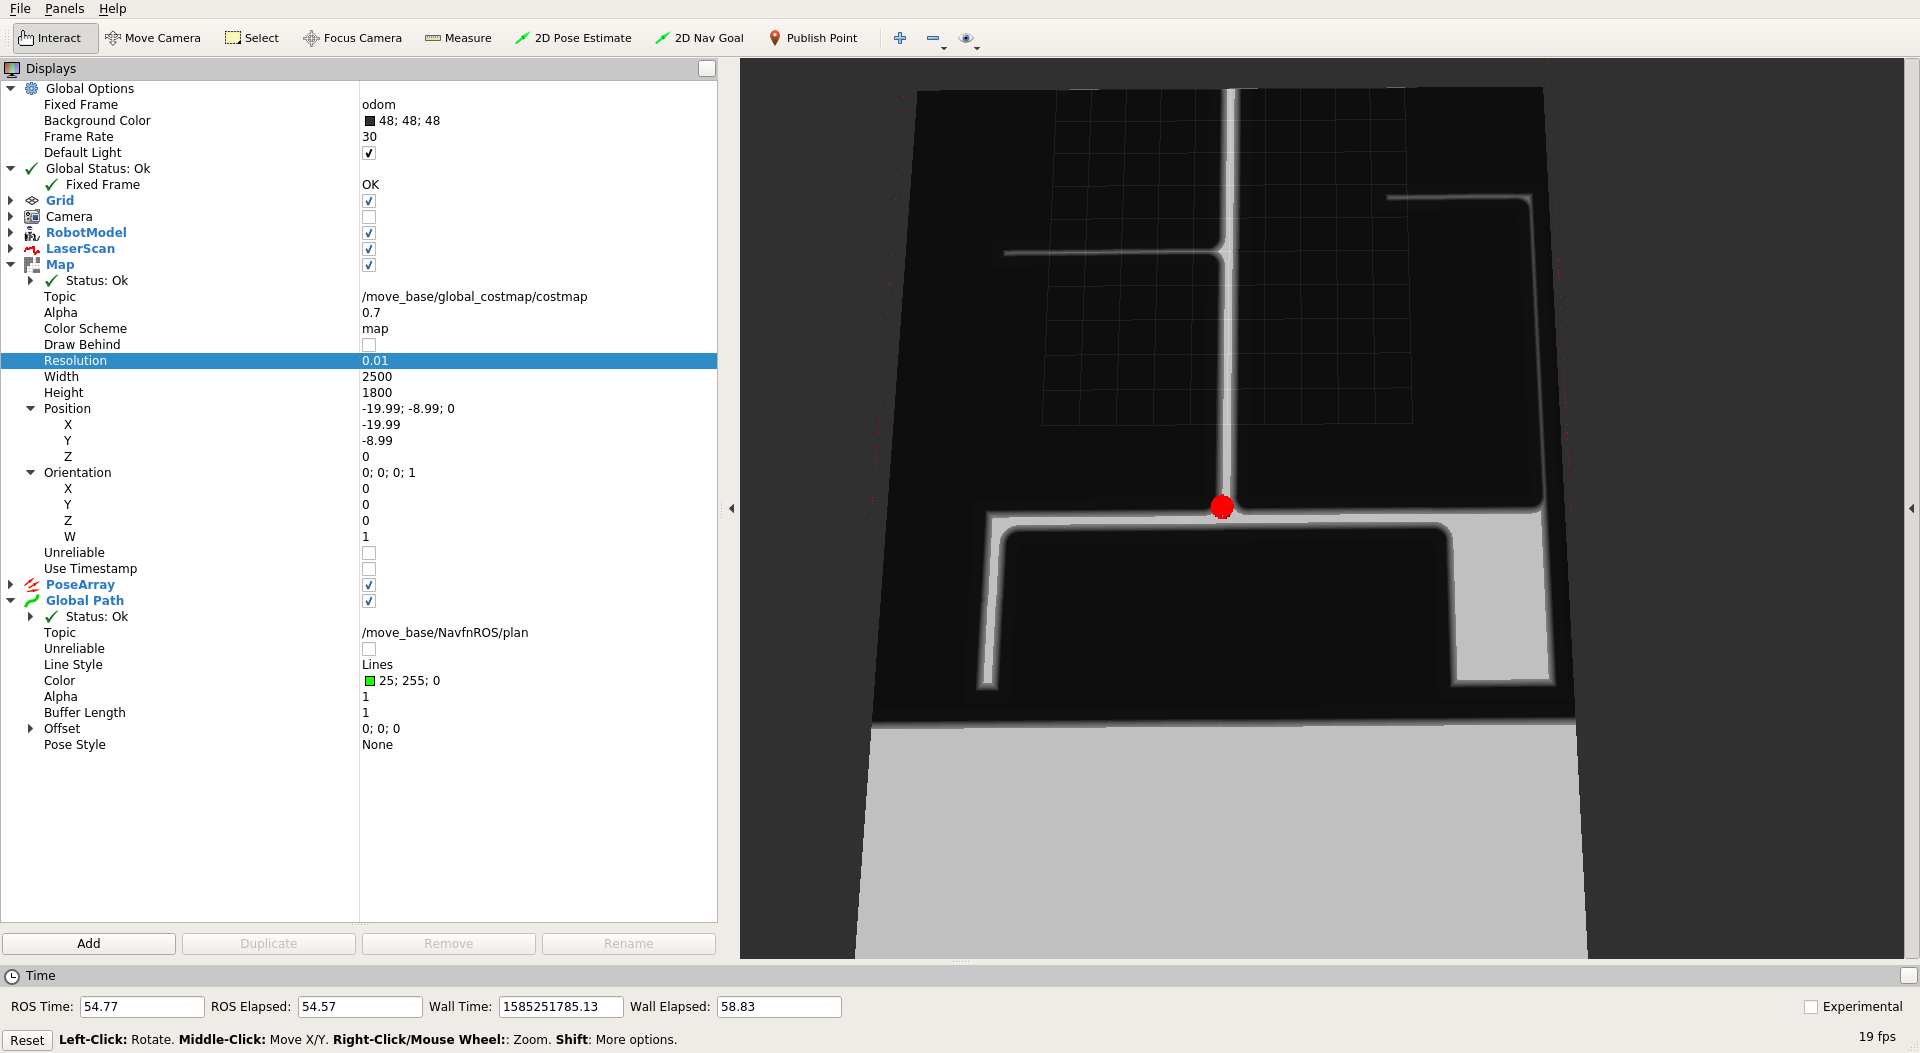 File Panels Help
Interact Move Camera Select Focus Camera Measure 2D Pose Estimate 2D Nav Goal Publish Point
Displays
Global Options
Fixed Frame odom
Background Color 48; 48; 48
Frame Rate 30
Default Light
Global Status: Ok
Fixed Frame OK
Grid
Camera
RobotModel
LaserScan
Map
Status: Ok
Topic /move_base/global_costmap/costmap
Alpha 0.7
Color Scheme map
Draw Behind
Resolution 0.01
Width 2500
Height 1800
Position -19.99; -8.99; 0
X -19.99
Y -8.99
Z 0
Orientation 0; 0; 0; 1
X 0
Y 0
Z 0
W 1
Unreliable
Use Timestamp
PoseArray
Global Path
Status: Ok
Topic /move_base/NavfnROS/plan
Unreliable
Line Style Lines
Color 25; 255; 0
Alpha 1
Buffer Length 1
Offset 0; 0; 0
Pose Style None
Add Duplicate Remove Rename
Time
ROS Time: 54.77 ROS Elapsed: 54.57 Wall Time: 1585251785.13 Wall Elapsed: 58.83 Experimental
Reset Left-Click: Rotate. Middle-Click: Move X/Y. Right-Click/Mouse Wheel:: Zoom. Shift: More options. 19 fps